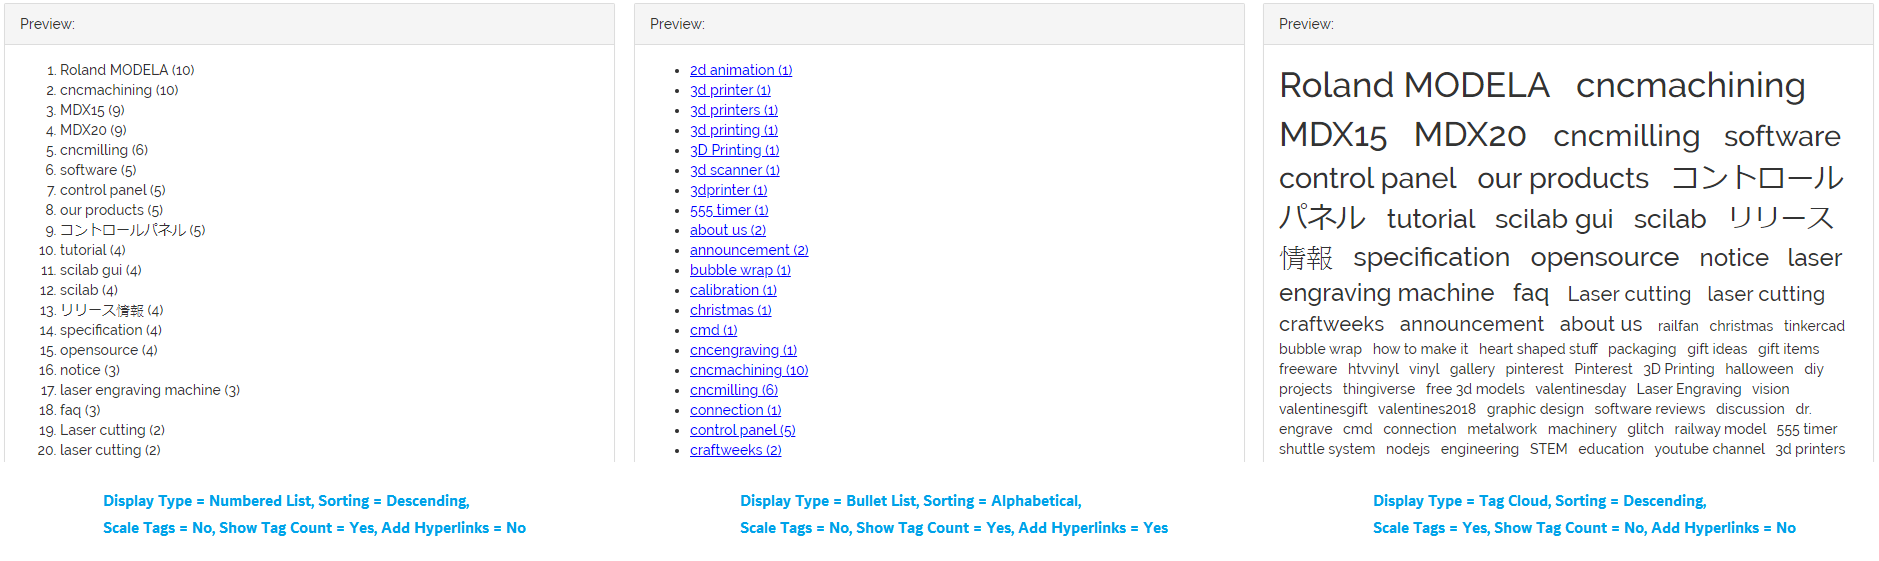 Preview:
1. Roland MODELA (10)
2. cncmachining (10)
3. MDX15 (9)
4. MDX20 (9)
5. cncmilling (6)
6. software (5)
7. control panel (5)
8. our products (5)
9. コントロールパネル (5)
10. tutorial (4)
11. scilab gui (4)
12. scilab (4)
13. リリース情報 (4)
14. specification (4)
15. opensource (4)
16. notice (3)
17. laser engraving machine (3)
18. faq (3)
19. Laser cutting (2)
20. laser cutting (2)
Display Type = Numbered List, Sorting = Descending,
Scale Tags = No, Show Tag Count = Yes, Add Hyperlinks = No
Preview:
• 2d animation (1)
• 3d printer (1)
• 3d printers (1)
• 3d printing (1)
• 3D Printing (1)
• 3d scanner (1)
• 3dprinter (1)
• 555 timer (1)
• about us (2)
• announcement (2)
• bubble wrap (1)
• calibration (1)
• christmas (1)
• cmd (1)
• cncengraving (1)
• cncmachining (10)
• cncmilling (6)
• connection (1)
• control panel (5)
• craftweeks (2)
Display Type = Bullet List, Sorting = Alphabetical,
Scale Tags = No, Show Tag Count = Yes, Add Hyperlinks = Yes
Preview:
Roland MODELA cncmachining
MDX15 MDX20 cncmilling software
control panel our products コントロール
パネル tutorial scilab gui scilab リリース
情報 specification opensource notice laser
engraving machine faq Laser cutting laser cutting
craftweeks announcement about us railfan christmas tinkercad
bubble wrap how to make it heart shaped stuff packaging gift ideas gift items
freeware htvvinyl vinyl gallery pinterest Pinterest 3D Printing halloween diy
projects thingiverse free 3d models valentinesday Laser Engraving vision
valentinesgift valentines2018 graphic design software reviews discussion dr.
engrave cmd connection metalwork machinery glitch railway model 555 timer
shuttle system nodejs engineering STEM education youtube channel 3d printers
Display Type = Tag Cloud, Sorting = Descending,
Scale Tags = Yes, Show Tag Count = No, Add Hyperlinks = No